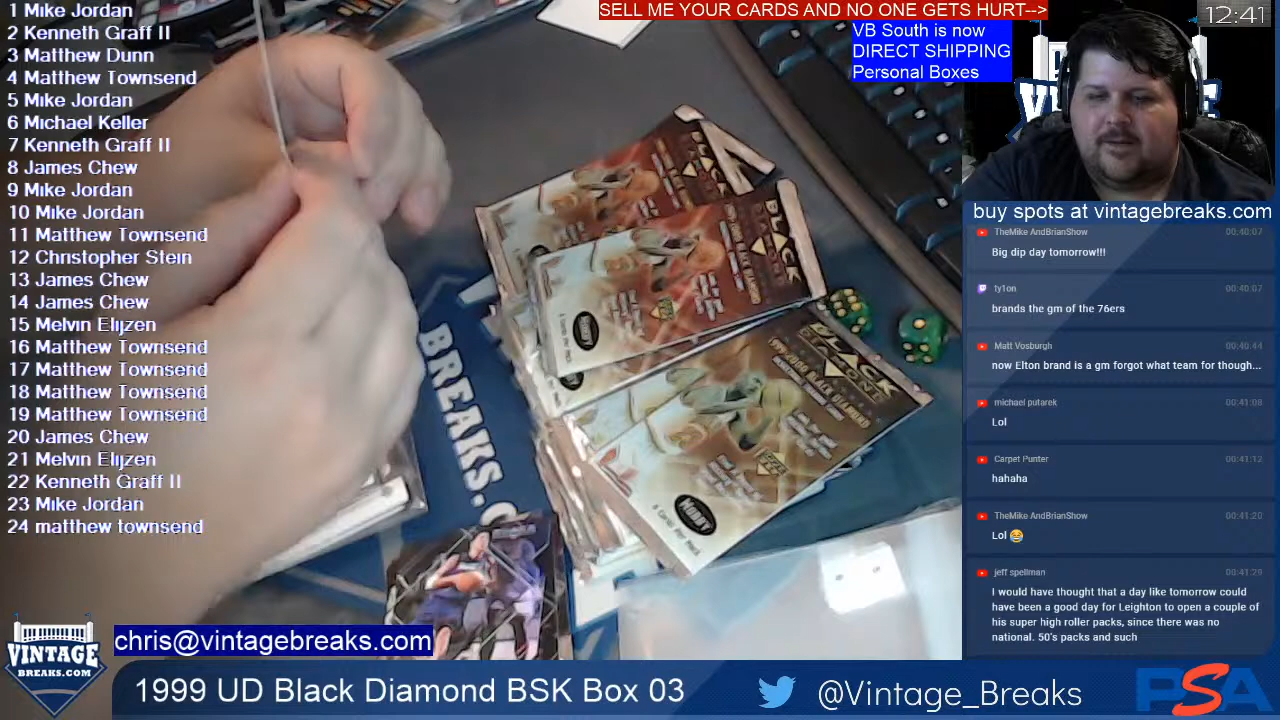 1 Mike Jordan
2 Kenneth Graff II
3 Matthew Dunn
4 Matthew Townsend
5 Mike Jordan
6 Michael Keller
7 Kenneth Graff II
8 James Chew
9 Mike Jordan
10 Mike Jordan
11 Matthew Townsend
12 Christopher Stein
13 James Chew
14 James Chew
15 Melvin Elijzen
16 Matthew Townsend
17 Matthew Townsend
18 Matthew Townsend
19 Matthew Townsend
20 James Chew
21 Melvin Elijzen
22 Kenneth Graff II
23 Mike Jordan
24 matthew townsend
SELL ME YOUR CARDS AND NO ONE GETS HURT-->
VB South is now
DIRECT SHIPPING
Personal Boxes
12:41
BLACK
BLACK
HOBBY
6 Cards Per Pack
BREAKS.C
buy spots at vintagebreaks.com
TheMike AndBrianShow 00:40:07
Big dip day tomorrow!!!
ty1on 00:40:07
brands the gm of the 76ers
Matt Vosburgh 00:40:44
now Elton brand is a gm forgot what team for though...
michael putarek 00:41:08
Lol
Carpet Punter 00:41:12
hahaha
TheMike AndBrianShow 00:41:20
Lol 😂
jeff spellman 00:41:29
I would have thought that a day like tomorrow could
have been a good day for Leighton to open a couple of
his super high roller packs, since there was no
national. 50's packs and such
VINTAGE
BREAKS.COM
chris@vintagebreaks.com
1999 UD Black Diamond BSK Box 03
@Vintage_Breaks
PSA